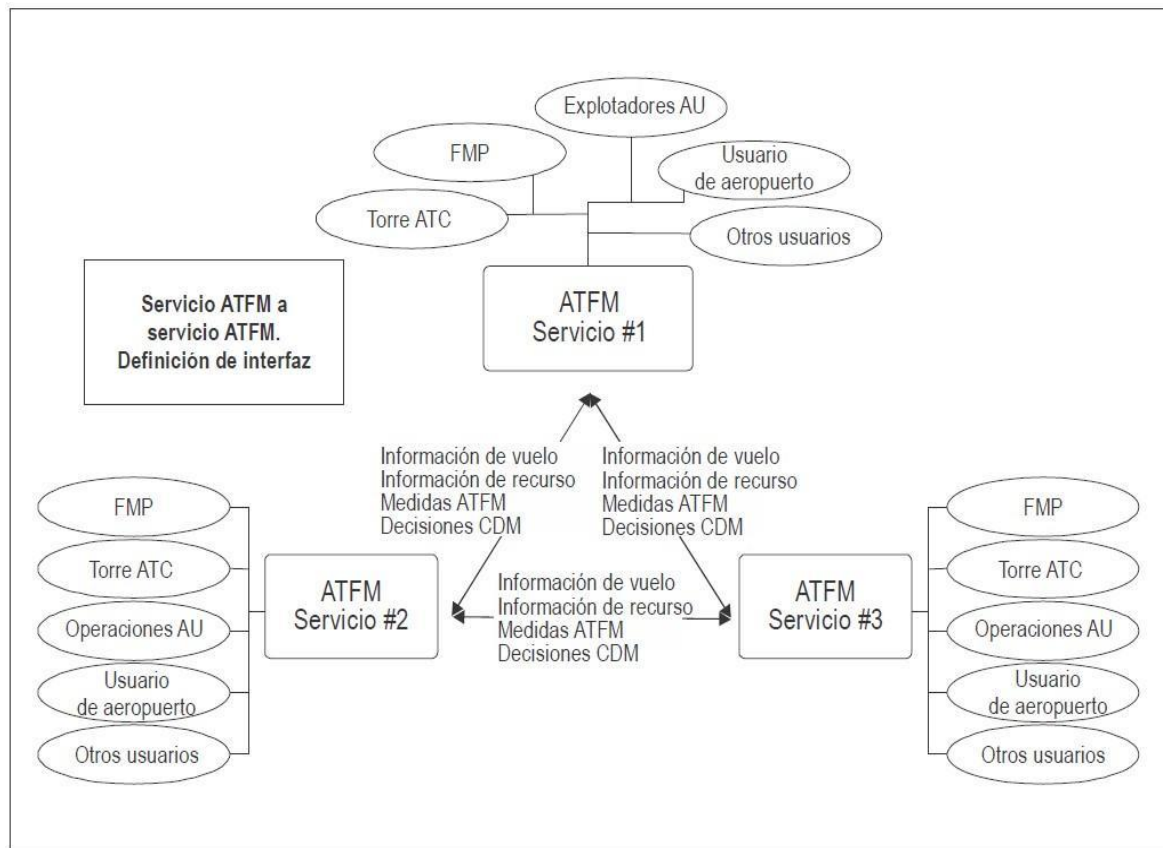 Explotadores AU
FMP
Usuario
de aeropuerto
Torre ATC
Otros usuarios
ATFM
Servicio #1
Servicio ATFM a
servicio ATFM.
Definición de interfaz
Información de vuelo
Información de recurso
Medidas ATFM
Decisiones CDM
Información de vuelo
Información de recurso
Medidas ATFM
Decisiones CDM
FMP
Torre ATC
Operaciones AU
Usuario
de aeropuerto
Otros usuarios
ATFM
Servicio #2
Información de vuelo
Información de recurso
Medidas ATFM
Decisiones CDM
ATFM
Servicio #3
FMP
Torre ATC
Operaciones AU
Usuario
de aeropuerto
Otros usuarios